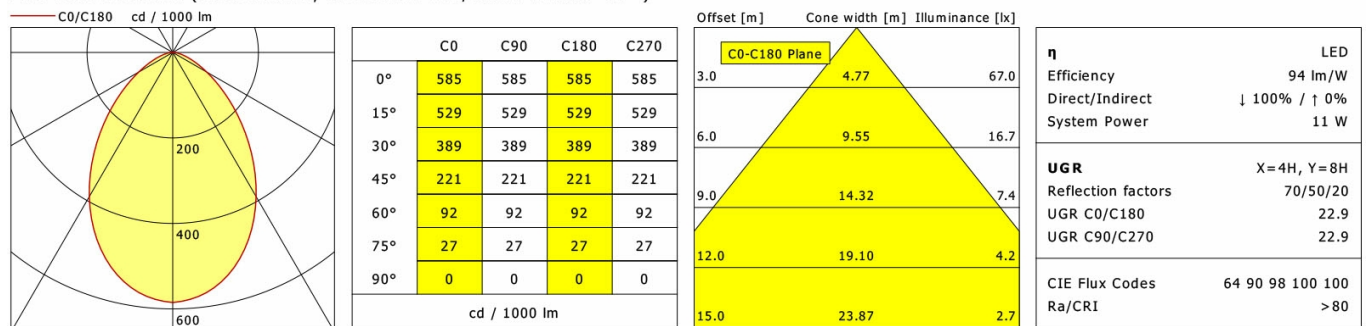 C0/C180 cd / 1000 lm
200
400
600
C0 C90 C180 C270
0° 585 585 585 585
15° 529 529 529 529
30° 389 389 389 389
45° 221 221 221 221
60° 92 92 92 92
75° 27 27 27 27
90° 0 0 0 0
cd / 1000 lm
Offset [m] Cone width [m] Illuminance [lx]
C0-C180 Plane
3.0 4.77 67.0
6.0 9.55 16.7
9.0 14.32 7.4
12.0 19.10 4.2
15.0 23.87 2.7
η LED
Efficiency 94 lm/W
Direct/Indirect ↓ 100% / ↑ 0%
System Power 11 W
UGR X=4H, Y=8H
Reflection factors 70/50/20
UGR C0/C180 22.9
UGR C90/C270 22.9
CIE Flux Codes 64 90 98 100 100
Ra/CRI >80